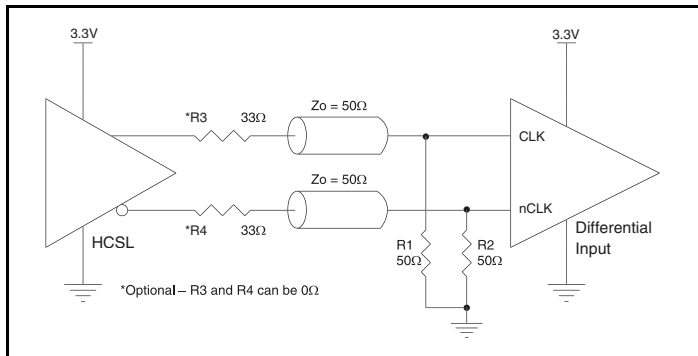 3.3V
3.3V
*R3
33Ω
Zo = 50Ω
CLK
Zo = 50Ω
nCLK
*R4
33Ω
HCSL
R1
50Ω
R2
50Ω
Differential
Input
*Optional – R3 and R4 can be 0Ω